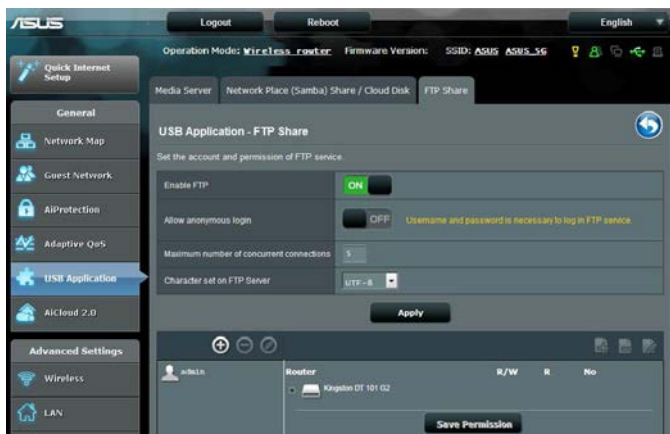 ASUS
Logout
Reboot
English
Operation Mode: Wireless router Firmware Version: SSID: ASUS ASUS_5G
Quick Internet Setup
Media Server
Network Place (Samba) Share / Cloud Disk
FTP Share
General
Network Map
Guest Network
AiProtection
Adaptive QoS
USB Application
AiCloud 2.0
Advanced Settings
Wireless
LAN
USB Application - FTP Share
Set the account and permission of FTP service.
Enable FTP
ON
Allow anonymous login
OFF
Username and password is necessary to log in FTP service.
Maximum number of concurrent connections
5
Character set on FTP Server
UTF-8
Apply
admin
Router
R/W
R
No
Kingston DT 101 G2
Save Permission